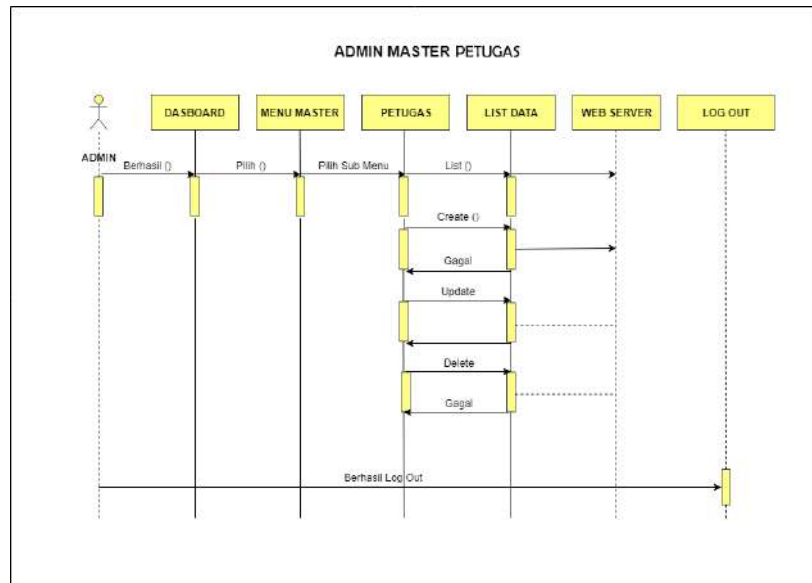 ADMIN MASTER PETUGAS
DASBOARD
MENU MASTER
PETUGAS
LIST DATA
WEB SERVER
LOG OUT
ADMIN
Berhasil ()
Pilih ()
Pilih Sub Menu
List ()
Create ()
Gagal
Update
Delete
Gagal
Berhasil Log Out